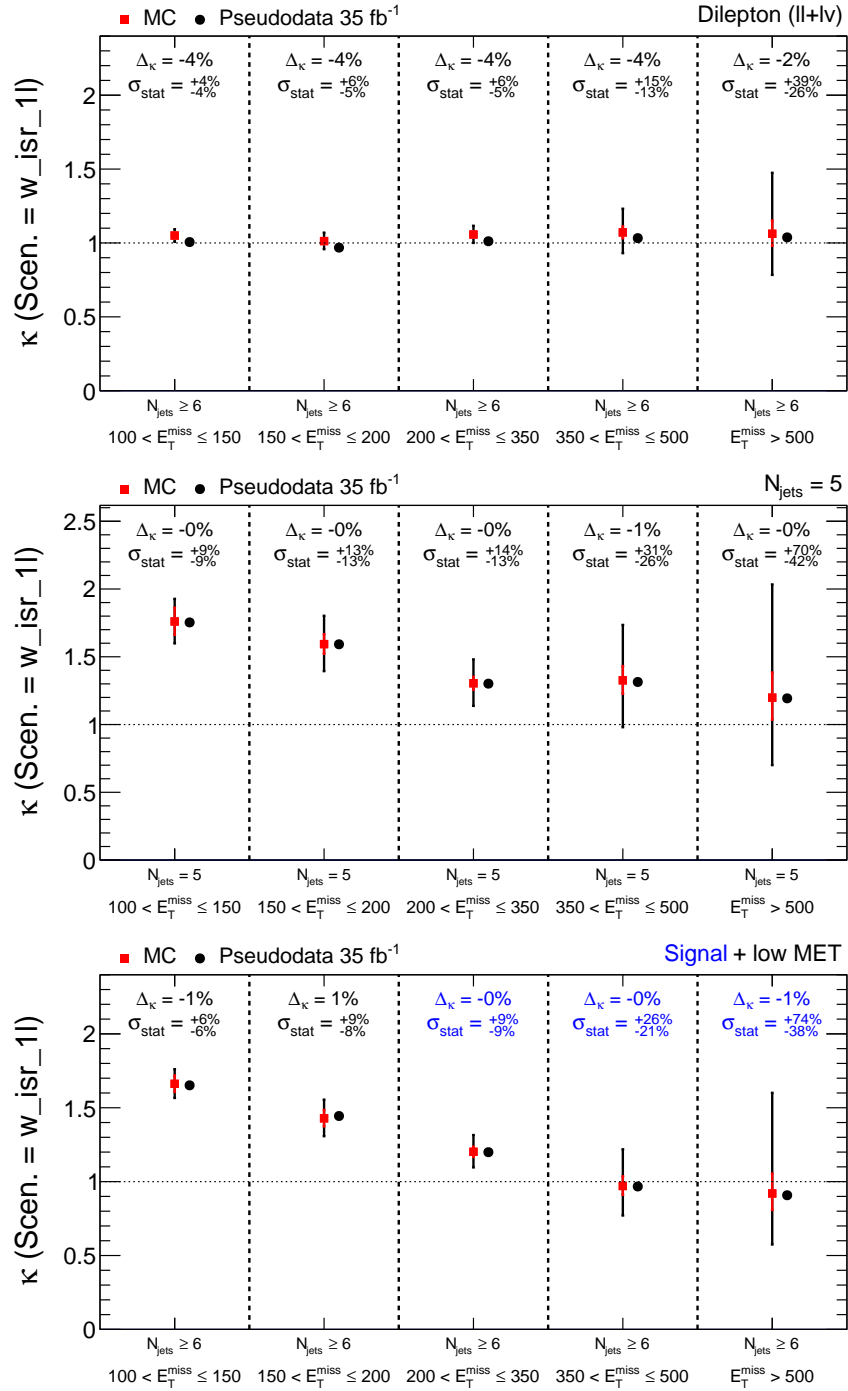 MC Pseudodata 35 fb⁻¹ Dilepton (ll+lv)
Δκ = -4% Δκ = -4% Δκ = -4% Δκ = -4% Δκ = -2%
σstat = +4% -4% σstat = +6% -5% σstat = +6% -5% σstat = +15% -13% σstat = +39% -26%
κ (Scen. = w_isr_1l)
2
1.5
1
0.5
0
Njets ≥ 6 Njets ≥ 6 Njets ≥ 6 Njets ≥ 6 Njets ≥ 6
100 < ETmiss ≤ 150 150 < ETmiss ≤ 200 200 < ETmiss ≤ 350 350 < ETmiss ≤ 500 ETmiss > 500
MC Pseudodata 35 fb⁻¹ Njets = 5
Δκ = -0% Δκ = -0% Δκ = -0% Δκ = -1% Δκ = -0%
σstat = +9% -9% σstat = +13% -13% σstat = +14% -13% σstat = +31% -26% σstat = +70% -42%
κ (Scen. = w_isr_1l)
2.5
2
1.5
1
0.5
0
Njets = 5 Njets = 5 Njets = 5 Njets = 5 Njets = 5
100 < ETmiss ≤ 150 150 < ETmiss ≤ 200 200 < ETmiss ≤ 350 350 < ETmiss ≤ 500 ETmiss > 500
MC Pseudodata 35 fb⁻¹ Signal + low MET
Δκ = -1% Δκ = 1% Δκ = -0% Δκ = -0% Δκ = -1%
σstat = +6% -6% σstat = +9% -8% σstat = +9% -9% σstat = +26% -21% σstat = +74% -38%
κ (Scen. = w_isr_1l)
2
1.5
1
0.5
0
Njets ≥ 6 Njets ≥ 6 Njets ≥ 6 Njets ≥ 6 Njets ≥ 6
100 < ETmiss ≤ 150 150 < ETmiss ≤ 200 200 < ETmiss ≤ 350 350 < ETmiss ≤ 500 ETmiss > 500